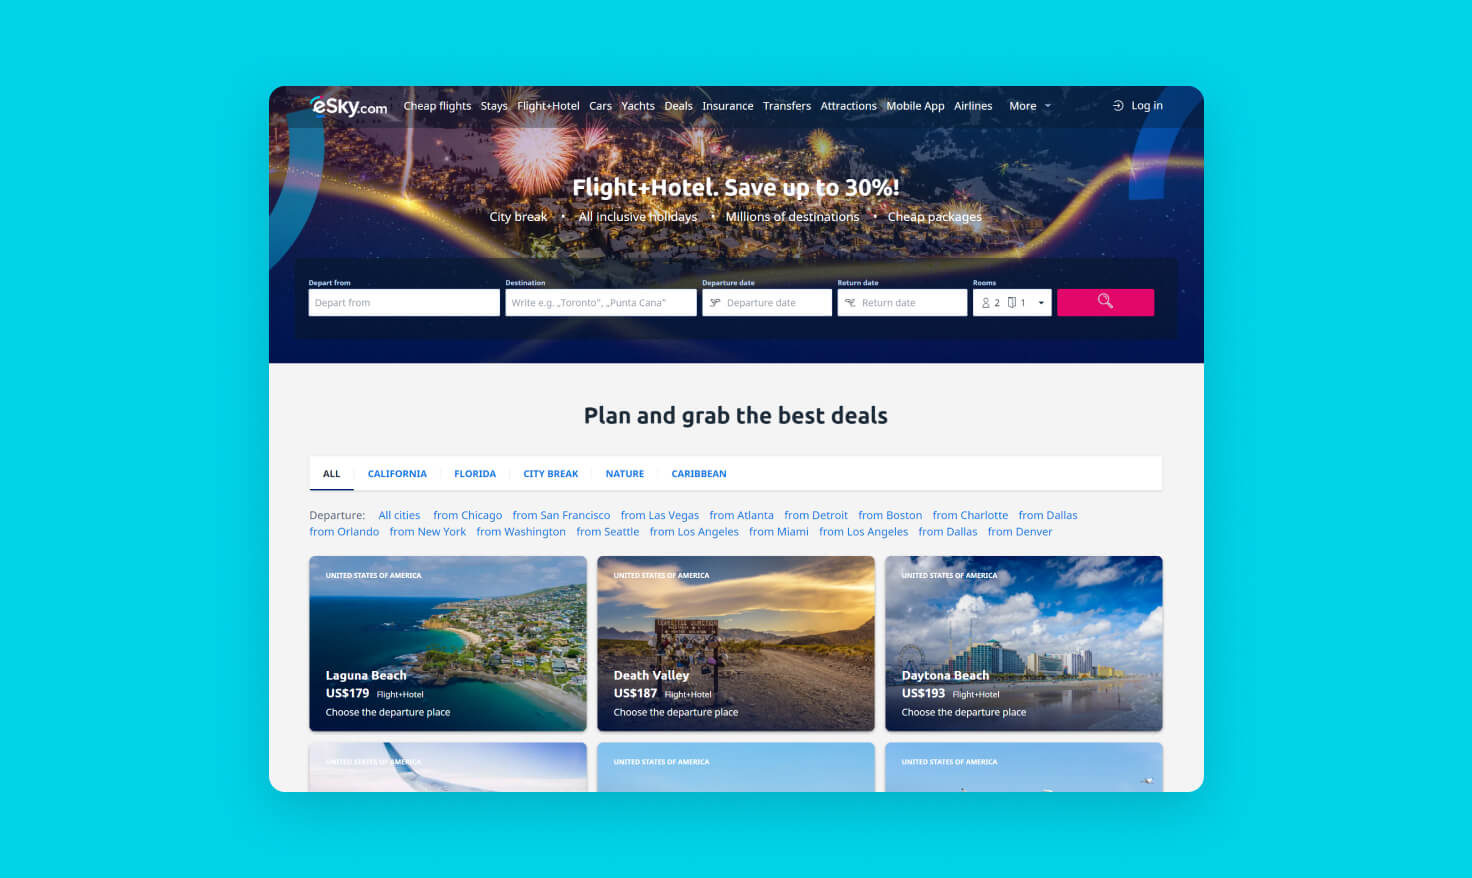 eSky.com Cheap flights Stays Flight+Hotel Cars Yachts Deals Insurance Transfers Attractions Mobile App Airlines More Log in
Flight+Hotel. Save up to 30%!
City break • All inclusive holidays • Millions of destinations • Cheap packages
Depart from Destination Departure date Return date Rooms
Depart from Write e.g. „Toronto", „Punta Cana" Departure date Return date 2 1
Plan and grab the best deals
ALL CALIFORNIA FLORIDA CITY BREAK NATURE CARIBBEAN
Departure: All cities from Chicago from San Francisco from Las Vegas from Atlanta from Detroit from Boston from Charlotte from Dallas
from Orlando from New York from Washington from Seattle from Los Angeles from Miami from Los Angeles from Dallas from Denver
UNITED STATES OF AMERICA
Laguna Beach
US$179 Flight+Hotel
Choose the departure place
UNITED STATES OF AMERICA
Death Valley
US$187 Flight+Hotel
Choose the departure place
UNITED STATES OF AMERICA
Daytona Beach
US$193 Flight+Hotel
Choose the departure place
UNITED STATES OF AMERICA
UNITED STATES OF AMERICA
UNITED STATES OF AMERICA